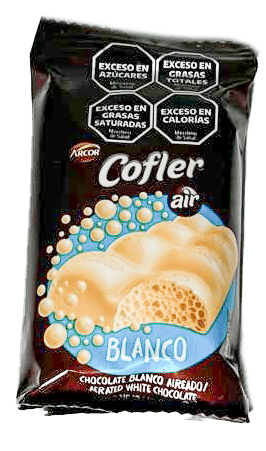 EXCESO EN
AZÚCARES
Ministerio
de Salud
EXCESO EN
GRASAS
TOTALES
Ministerio
de Salud
EXCESO EN
GRASAS
SATURADAS
Ministerio
de Salud
EXCESO EN
CALORÍAS
Ministerio
de Salud
ARCOR
Cofler
air
BLANCO
CHOCOLATE BLANCO AIREADO/
AERATED WHITE CHOCOLATE